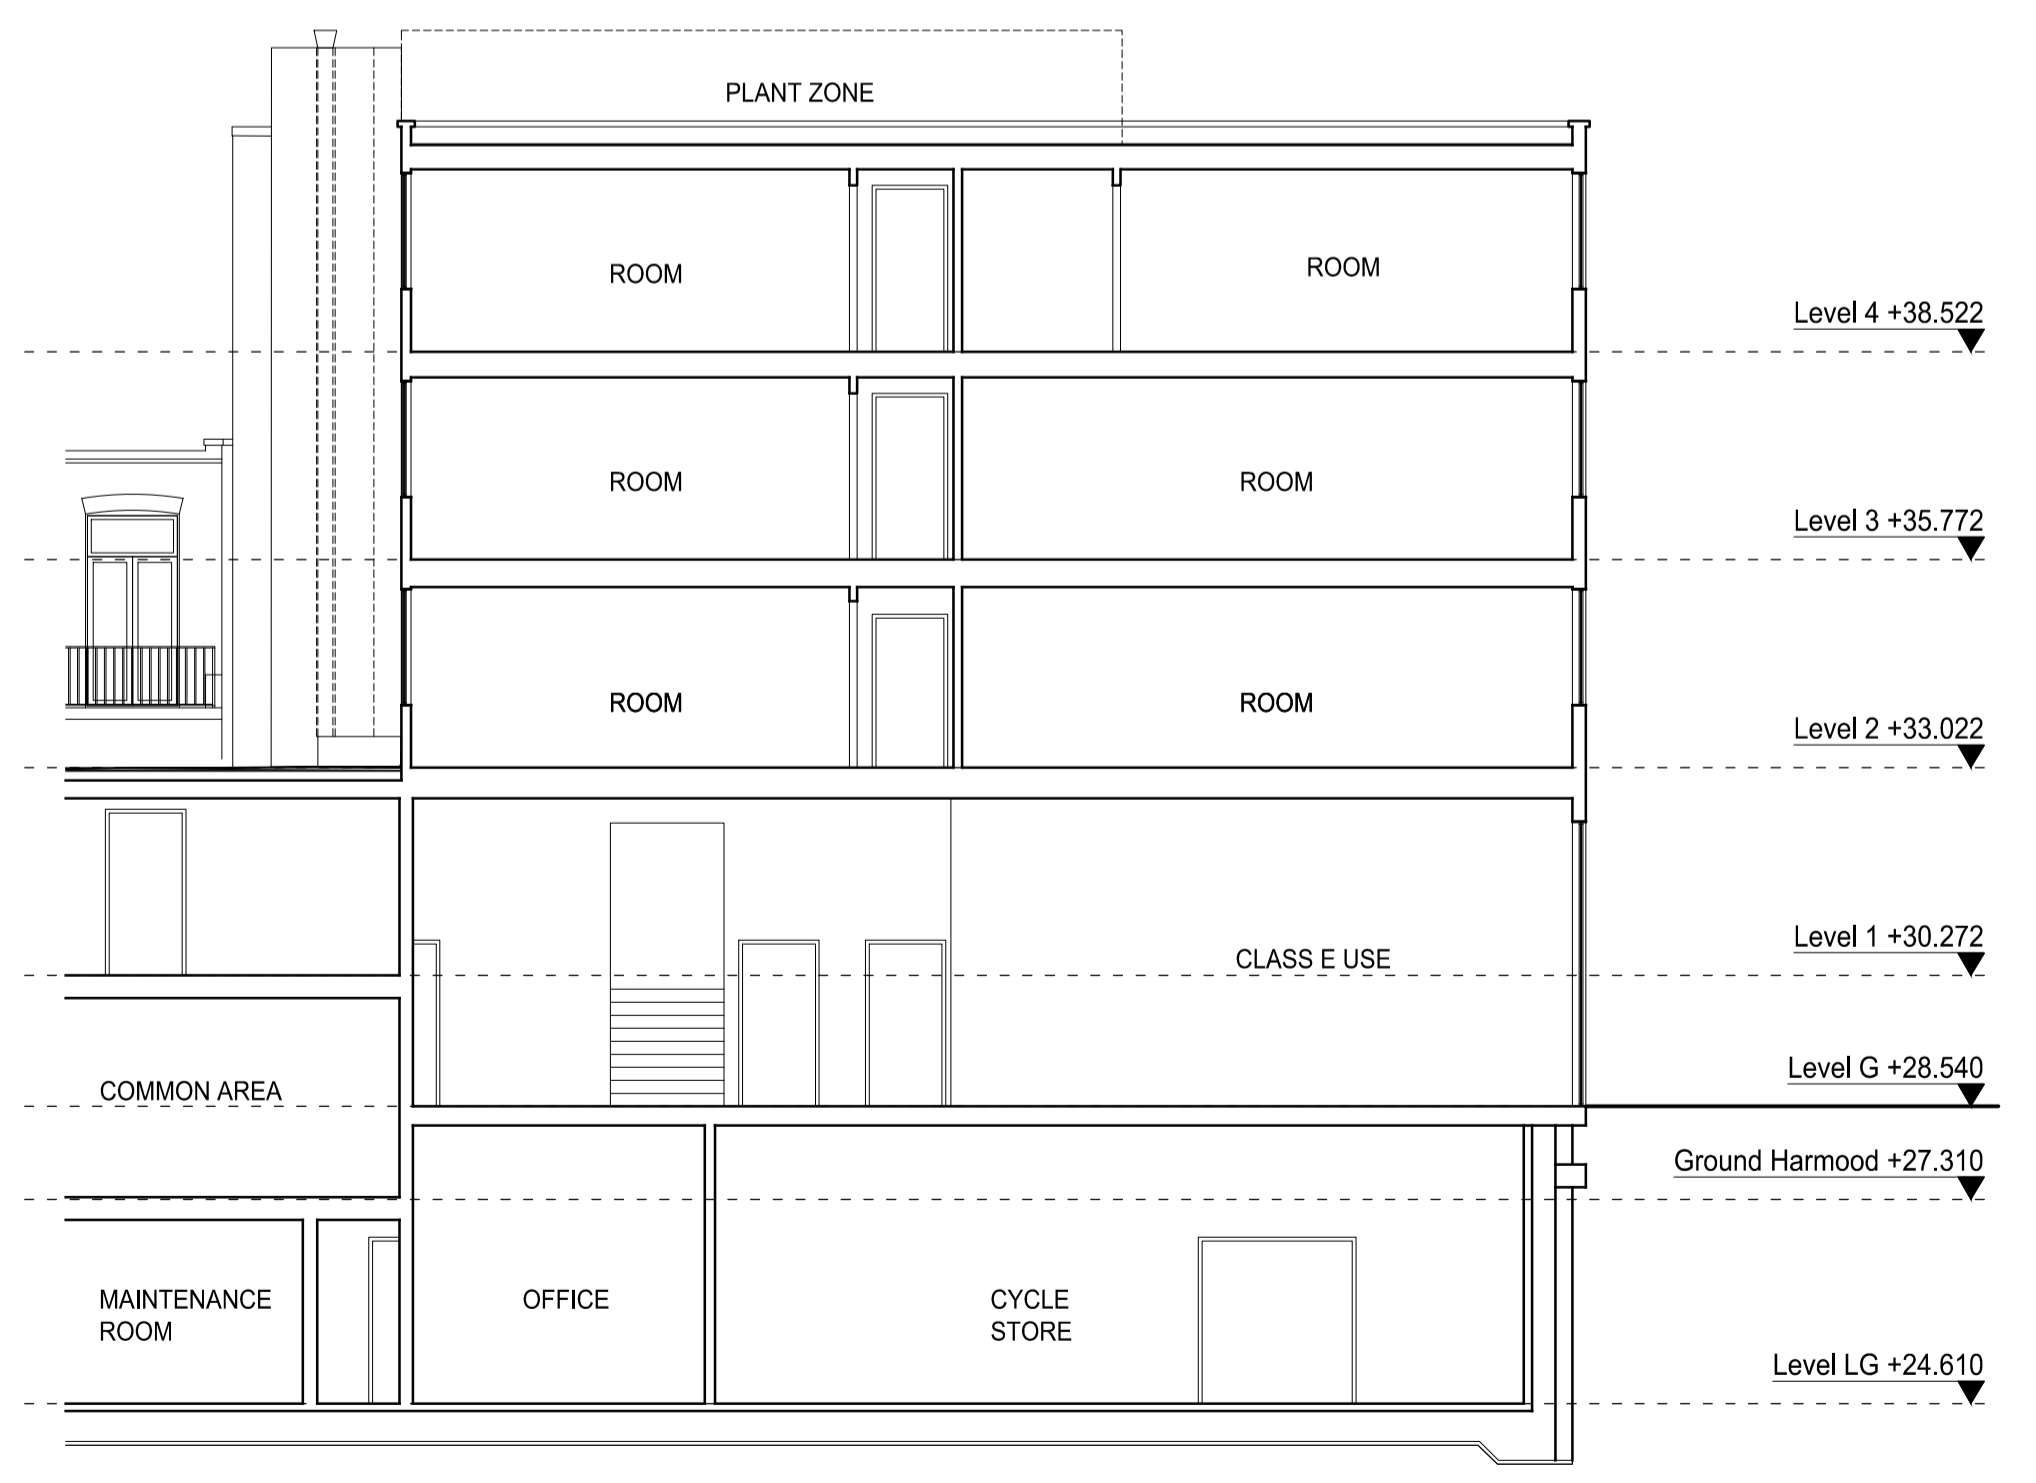 PLANT ZONE
ROOM
ROOM
Level 4 +38.522
ROOM
ROOM
Level 3 +35.772
ROOM
ROOM
Level 2 +33.022
CLASS E USE
Level 1 +30.272
COMMON AREA
Level G +28.540
Ground Harmood +27.310
MAINTENANCE
ROOM
OFFICE
CYCLE
STORE
Level LG +24.610